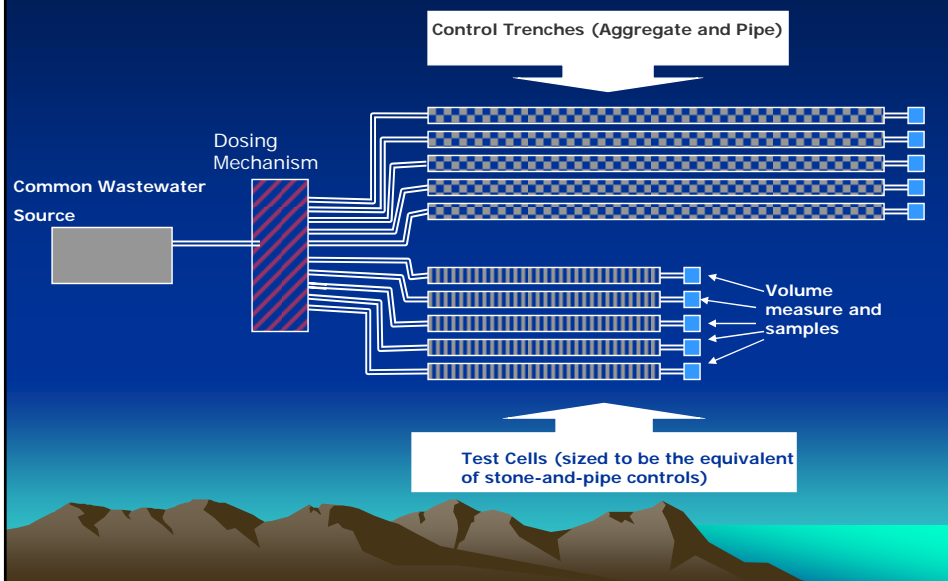 Control Trenches (Aggregate and Pipe)
Dosing
Mechanism
Common Wastewater
Source
Volume
measure and
samples
Test Cells (sized to be the equivalent
of stone-and-pipe controls)